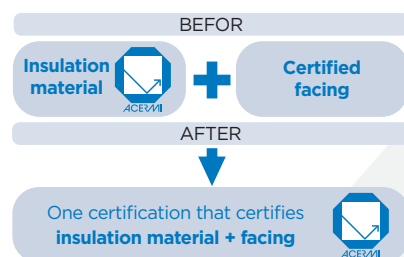 BEFOR
Insulation
material
ACERMI
Certified
facing
AFTER
One certification that certifies
insulation material + facing
ACERMI